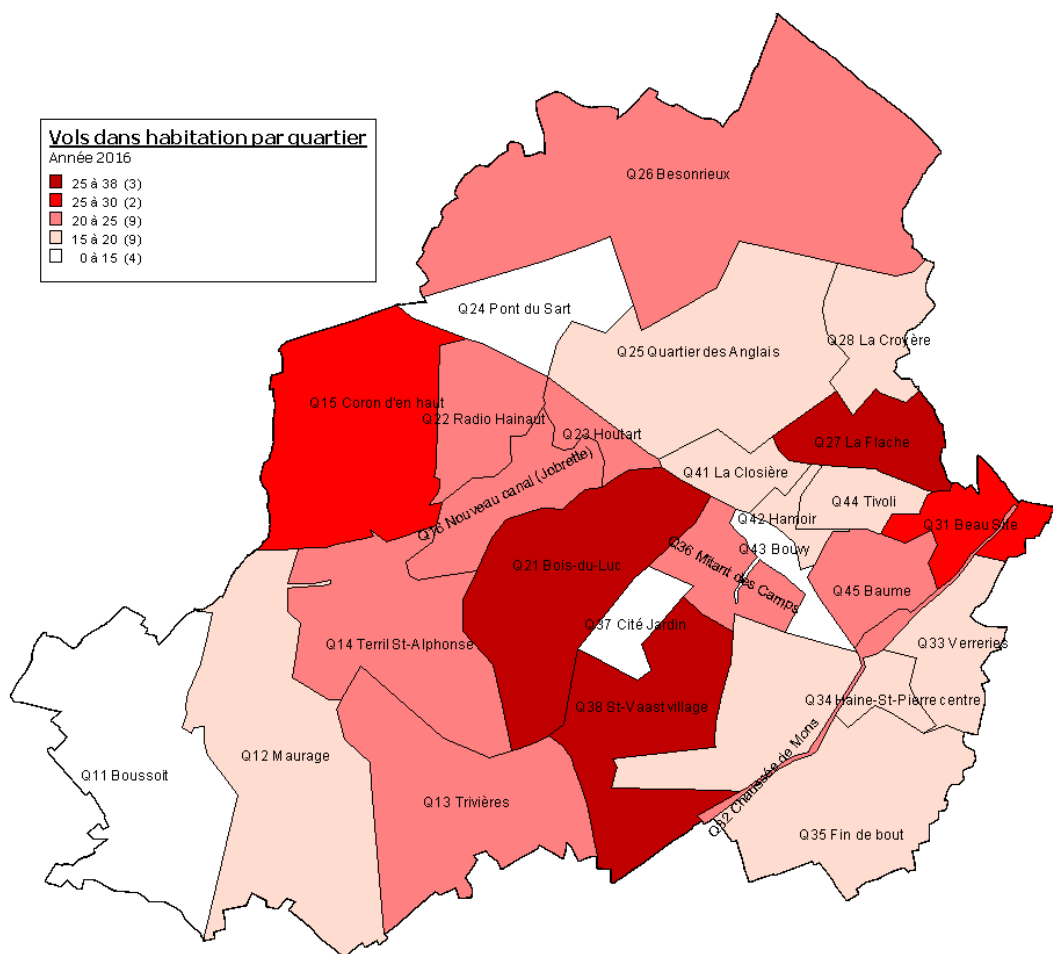 Vols dans habitation par quartier
Année 2016
25 à 38 (3)
25 à 30 (2)
20 à 25 (9)
15 à 20 (9)
0 à 15 (4)
Q26 Besonrieux
Q24 Pont du Sart
Q28 La Croyère
Q25 Quartier des Anglais
Q15 Coron d'en haut
Q22 Radio Hainaut
Q23 Houtart
Q27 La Flache
Q41 La Closière
Q16 Nouveau canal (Jobrette)
Q44 Tivoli
Q42 Hamoir
Q31 Beau Site
Q43 Bouvy
Q36 Mitant des Camps
Q21 Bois-du-Luc
Q45 Baume
Q37 Cité Jardin
Q33 Verreries
Q14 Terril St-Alphonse
Q34 Haine-St-Pierre centre
Q38 St-Vaast village
Q12 Maurage
Q11 Boussoit
Q32 Chaussée de Mons
Q13 Trivières
Q35 Fin de bout